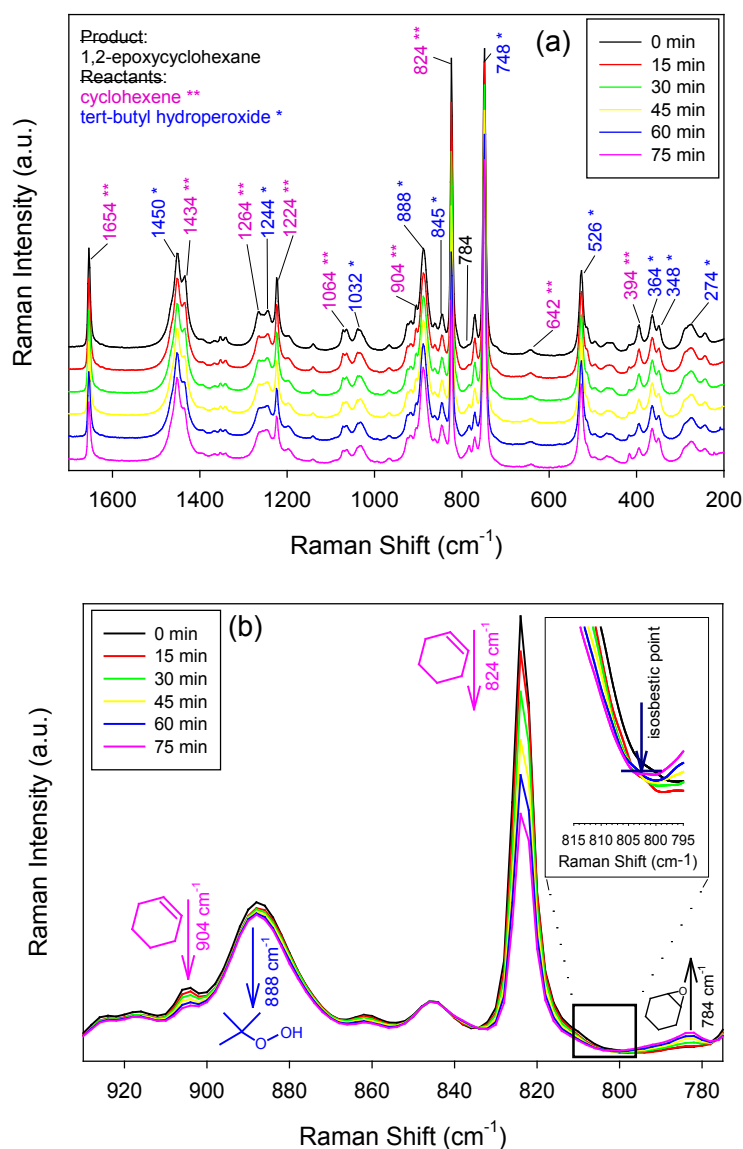 Product:
1,2-epoxycyclohexane
Reactants:
cyclohexene **
tert-butyl hydroperoxide *
(a)
0 min
15 min
30 min
45 min
60 min
75 min
1654 **
1450 *
1434 **
1264 **
1244 *
1224 **
1064 **
1032 *
904 **
888 *
845 *
824 **
784
748 *
642 **
526 *
394 **
364 *
348 *
274 *
Raman Intensity (a.u.)
1600 1400 1200 1000 800 600 400 200
Raman Shift (cm-1)
(b)
0 min
15 min
30 min
45 min
60 min
75 min
904 cm-1
888 cm-1
O
OH
O
824 cm-1
isosbestic point
815 810 805 800 795
Raman Shift (cm-1)
O
784 cm-1
Raman Intensity (a.u.)
920 900 880 860 840 820 800 780
Raman Shift (cm-1)